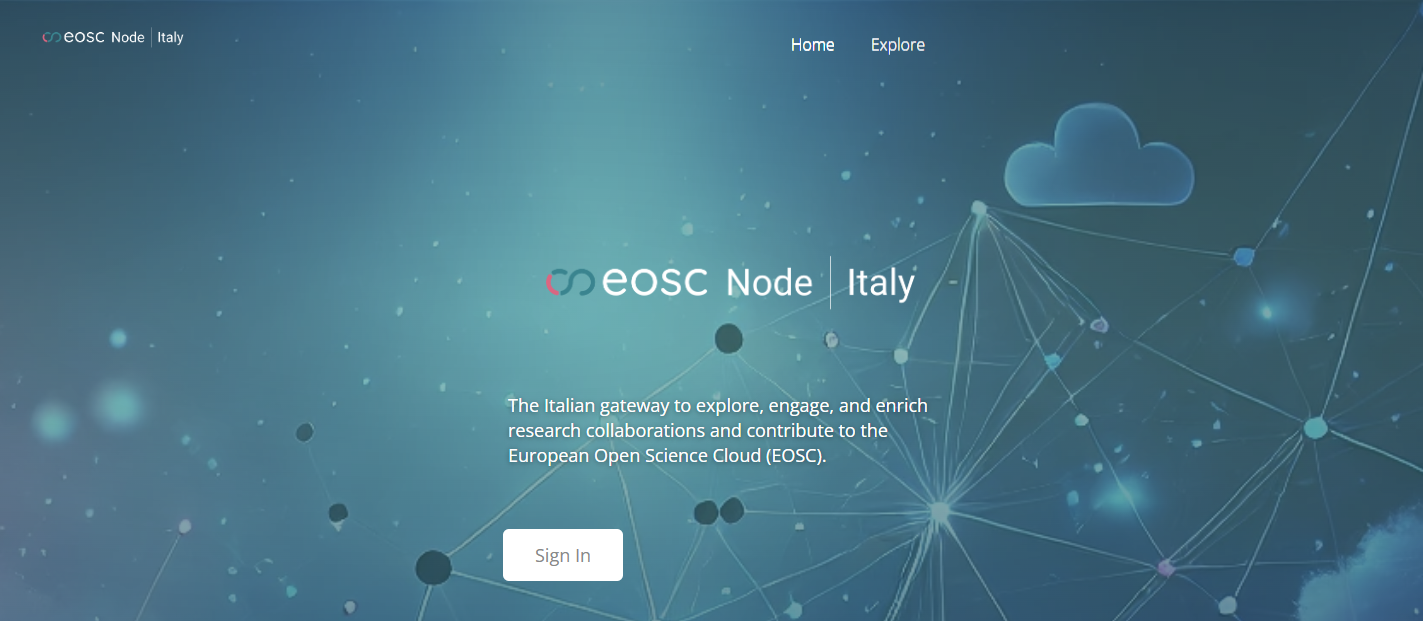 eosc Node | Italy
Home Explore
eosc Node | Italy
The Italian gateway to explore, engage, and enrich
research collaborations and contribute to the
European Open Science Cloud (EOSC).
Sign In